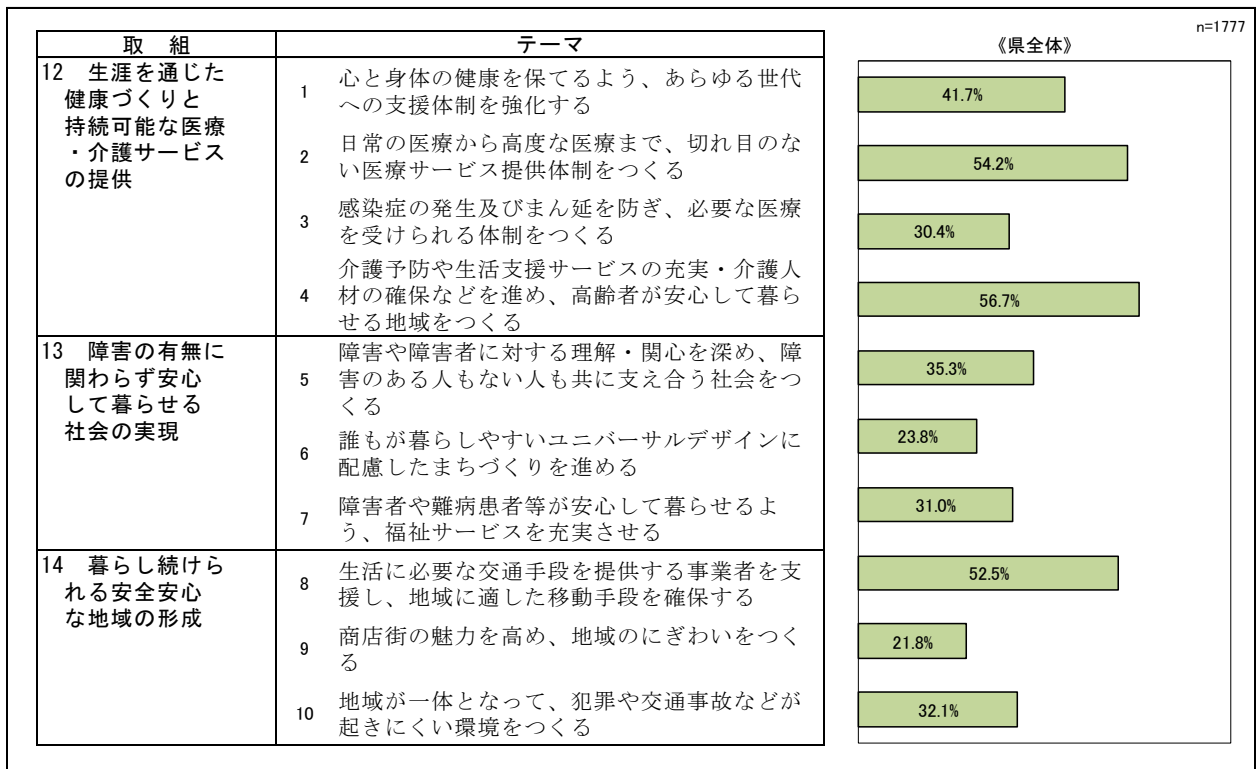 n=1777
取　組
テーマ
《県全体》
12　生涯を通じた
健康づくりと
持続可能な医療
・介護サービス
の提供
1
心と身体の健康を保てるよう、あらゆる世代
への支援体制を強化する
41.7%
2
日常の医療から高度な医療まで、切れ目のな
い医療サービス提供体制をつくる
54.2%
3
感染症の発生及びまん延を防ぎ、必要な医療
を受けられる体制をつくる
30.4%
4
介護予防や生活支援サービスの充実・介護人
材の確保などを進め、高齢者が安心して暮ら
せる地域をつくる
56.7%
13　障害の有無に
関わらず安心
して暮らせる
社会の実現
5
障害や障害者に対する理解・関心を深め、障
害のある人もない人も共に支え合う社会をつ
くる
35.3%
6
誰もが暮らしやすいユニバーサルデザインに
配慮したまちづくりを進める
23.8%
7
障害者や難病患者等が安心して暮らせるよ
う、福祉サービスを充実させる
31.0%
14　暮らし続けら
れる安全安心
な地域の形成
8
生活に必要な交通手段を提供する事業者を支
援し、地域に適した移動手段を確保する
52.5%
9
商店街の魅力を高め、地域のにぎわいをつく
る
21.8%
10
地域が一体となって、犯罪や交通事故などが
起きにくい環境をつくる
32.1%